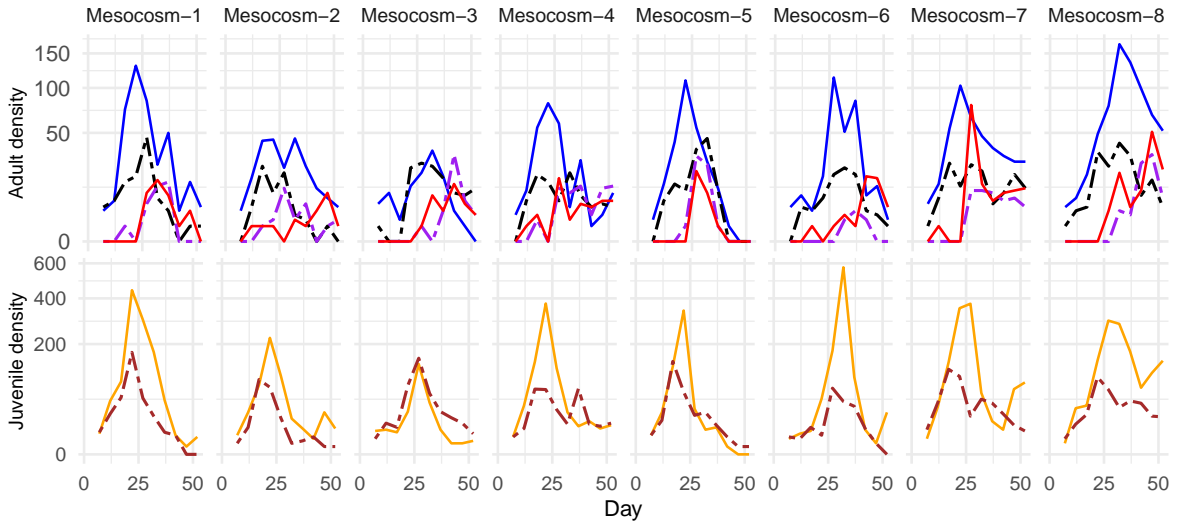 Mesocosm-1 Mesocosm-2 Mesocosm-3 Mesocosm-4 Mesocosm-5 Mesocosm-6 Mesocosm-7 Mesocosm-8
Adult density
150
100
50
0
Juvenile density
600
400
200
0
0 25 50 0 25 50 0 25 50 0 25 50 0 25 50 0 25 50 0 25 50 0 25 50
Day